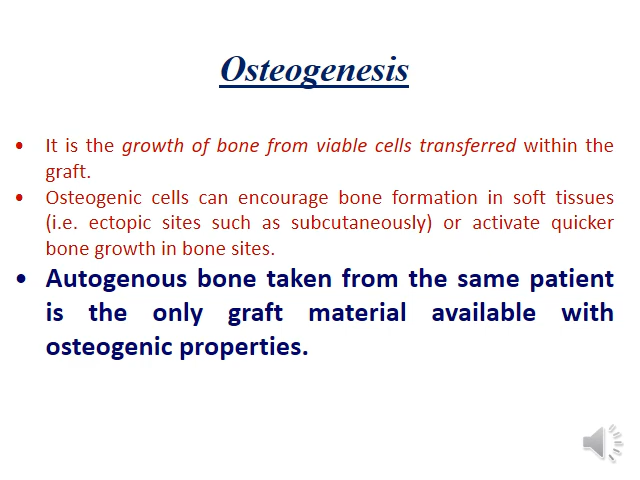 Osteogenesis
• It is the growth of bone from viable cells transferred within the
graft.
• Osteogenic cells can encourage bone formation in soft tissues
(i.e. ectopic sites such as subcutaneously) or activate quicker
bone growth in bone sites.
• Autogenous bone taken from the same patient
is the only graft material available with
osteogenic properties.